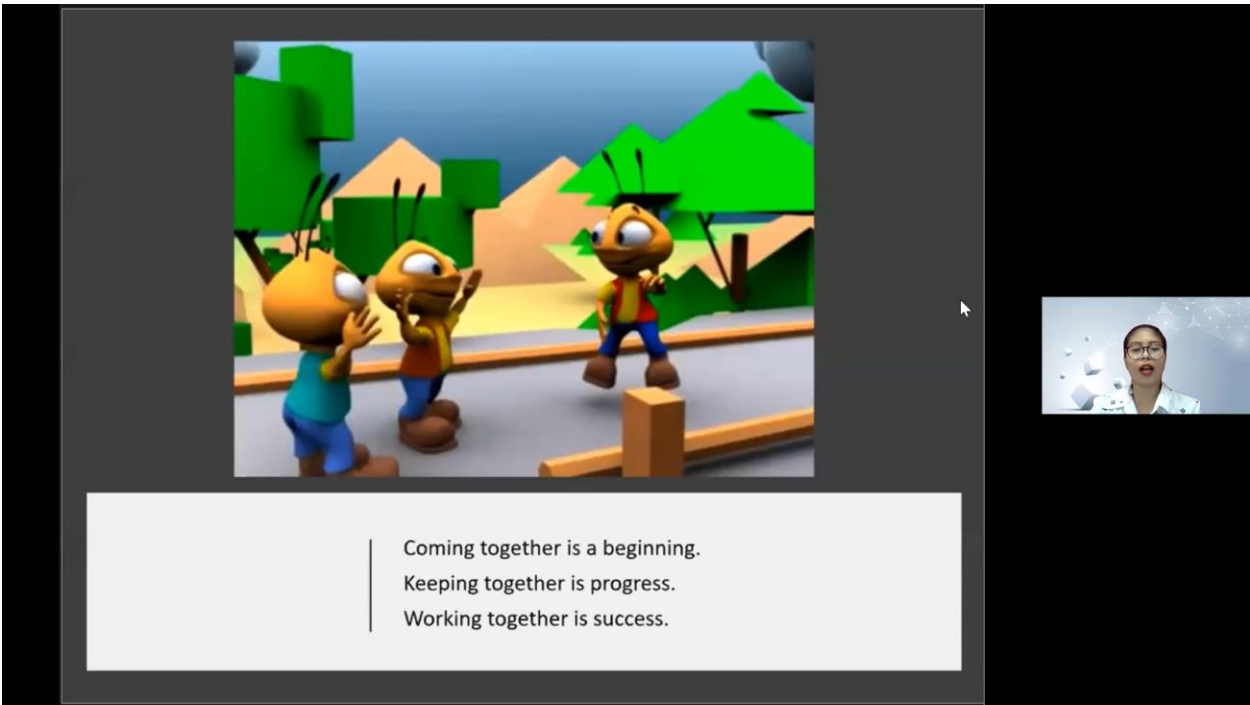 Coming together is a beginning.
Keeping together is progress.
Working together is success.